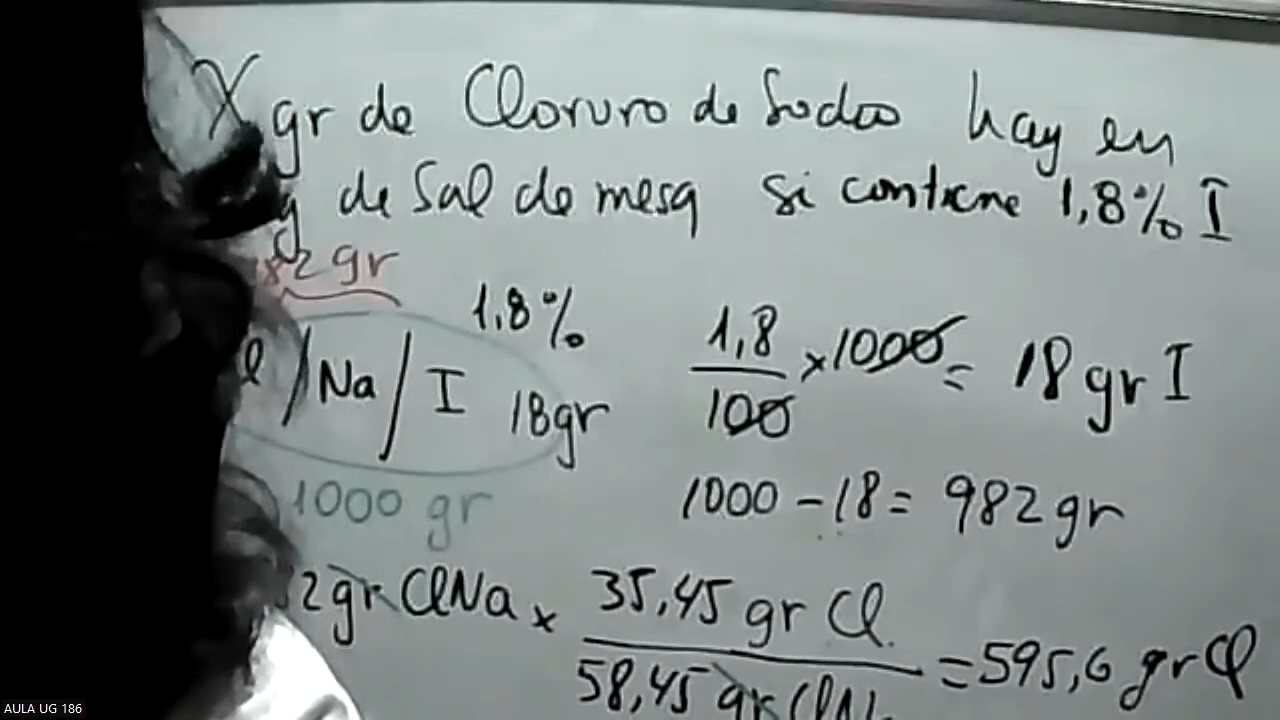 X gr de Cloruro de Sodio hay en
g de Sal de mesa si contiene 1,8% I
2 gr
1,8%
1,8/100 x 1000 = 18 gr I
/ Na / I 18gr
1000 gr
1000 - 18 = 982 gr
2 gr ClNa x 35,45 gr Cl / 58,45 gr ClNa = 595,6 gr Cl
AULA UG 186